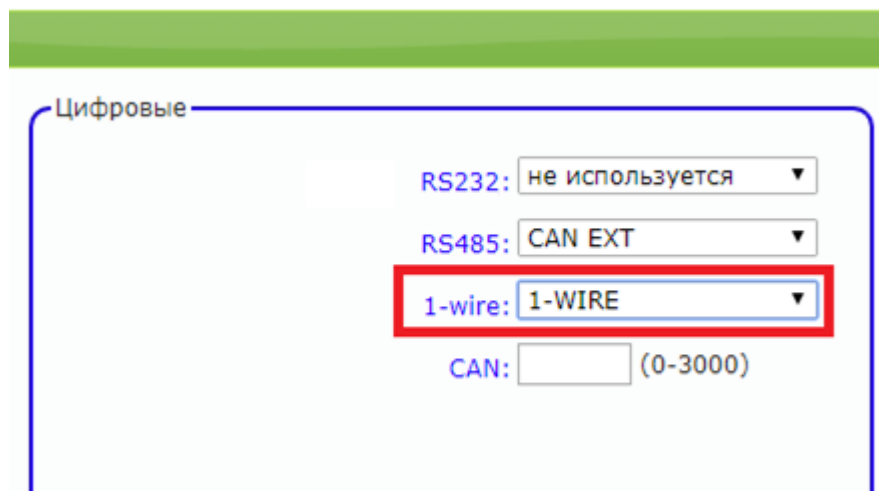 Цифровые
RS232: не используется
RS485: CAN EXT
1-wire: 1-WIRE
CAN: (0-3000)